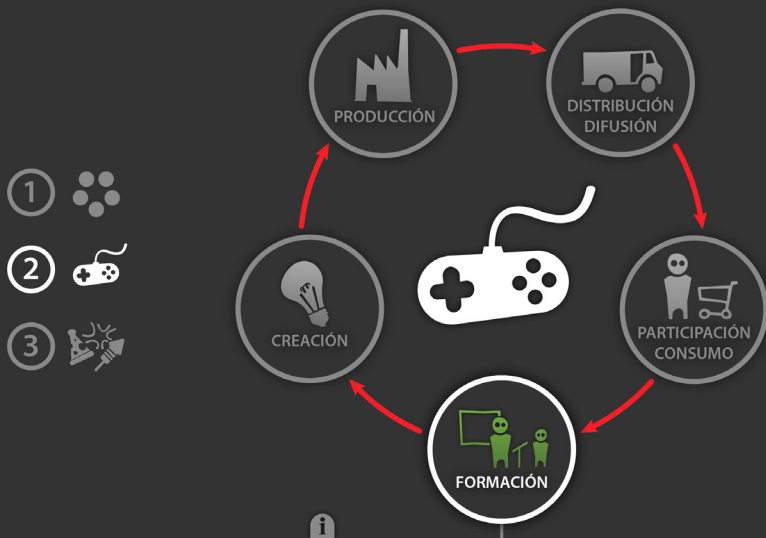 PRODUCCIÓN
DISTRIBUCIÓN
DIFUSIÓN
1
2
3
CREACIÓN
PARTICIPACIÓN
CONSUMO
FORMACIÓN
i